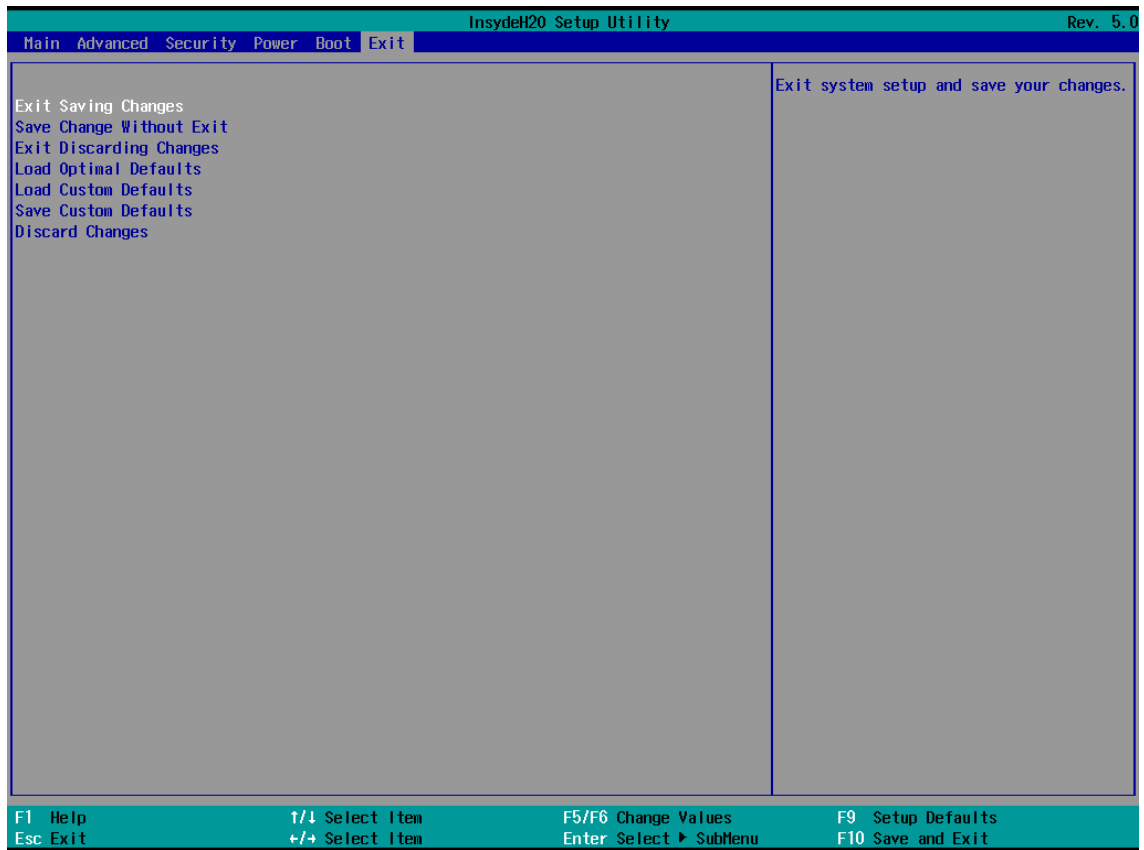 InsydeH20 Setup Utility Rev. 5.0
Main Advanced Security Power Boot Exit
Exit system setup and save your changes.
Exit Saving Changes
Save Change Without Exit
Exit Discarding Changes
Load Optimal Defaults
Load Custom Defaults
Save Custom Defaults
Discard Changes
F1 Help ↑/↓ Select Item F5/F6 Change Values F9 Setup Defaults
Esc Exit ←/→ Select Item Enter Select ▶ SubMenu F10 Save and Exit